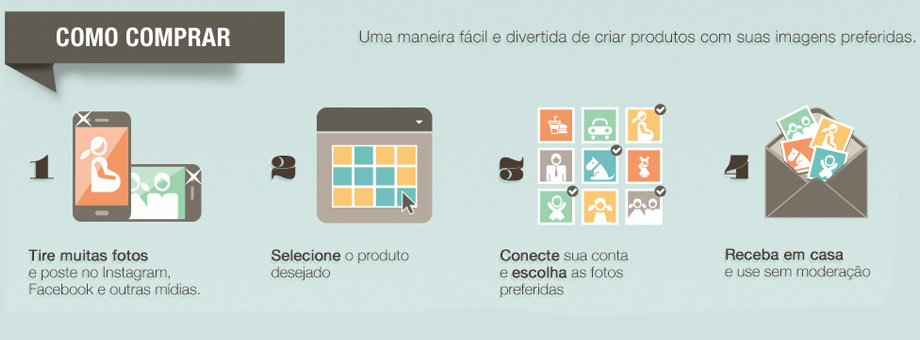 COMO COMPRAR
Uma maneira fácil e divertida de criar produtos com suas imagens preferidas.
1
Tire muitas fotos
e poste no Instagram,
Facebook e outras mídias.
2
Selecione o produto
desejado
3
Conecte sua conta
e escolha as fotos
preferidas
4
Receba em casa
e use sem moderação